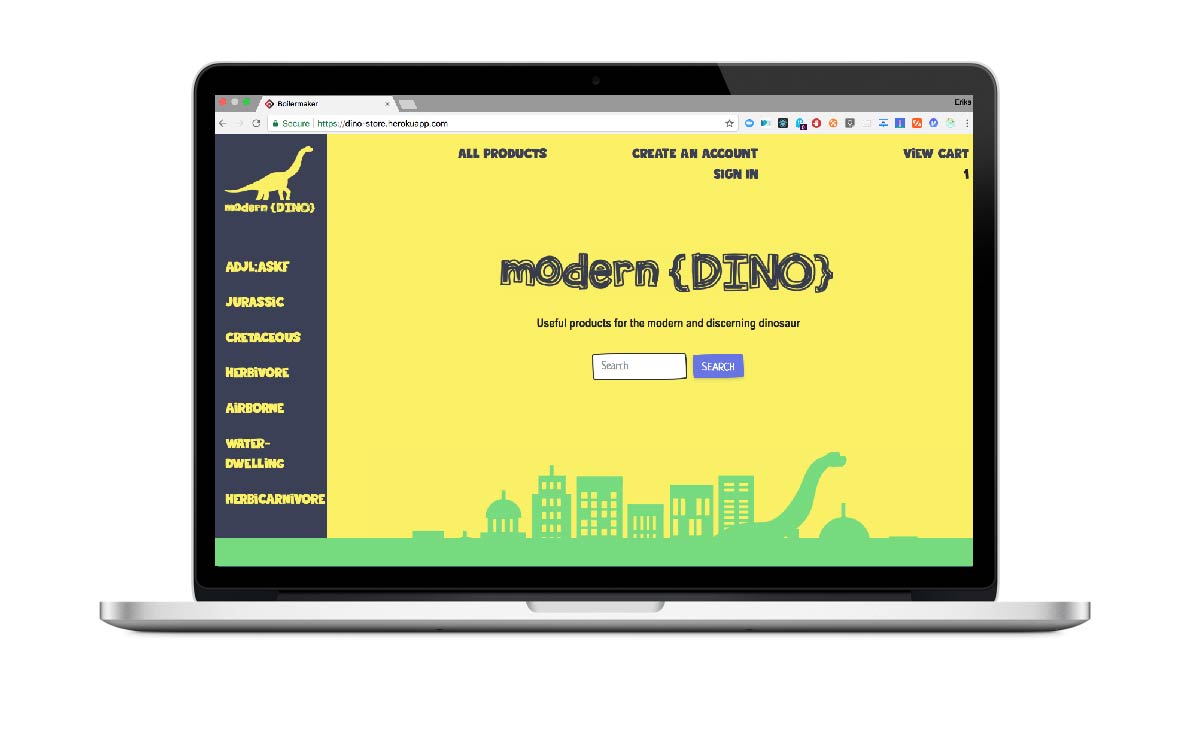 Boilermaker
Erika
Secure https://dino-store.herokuapp.com
ALL PRODUCTS
CREATE AN ACCOUNT
SIGN IN
VIEW CART
1
modern {DINO}
ADJL;ASKF
JURASSIC
CRETACEOUS
HERBIVORE
AIRBORNE
WATER-
DWELLING
HERBICARNIVORE
modern {DINO}
Useful products for the modern and discerning dinosaur
Search
SEARCH